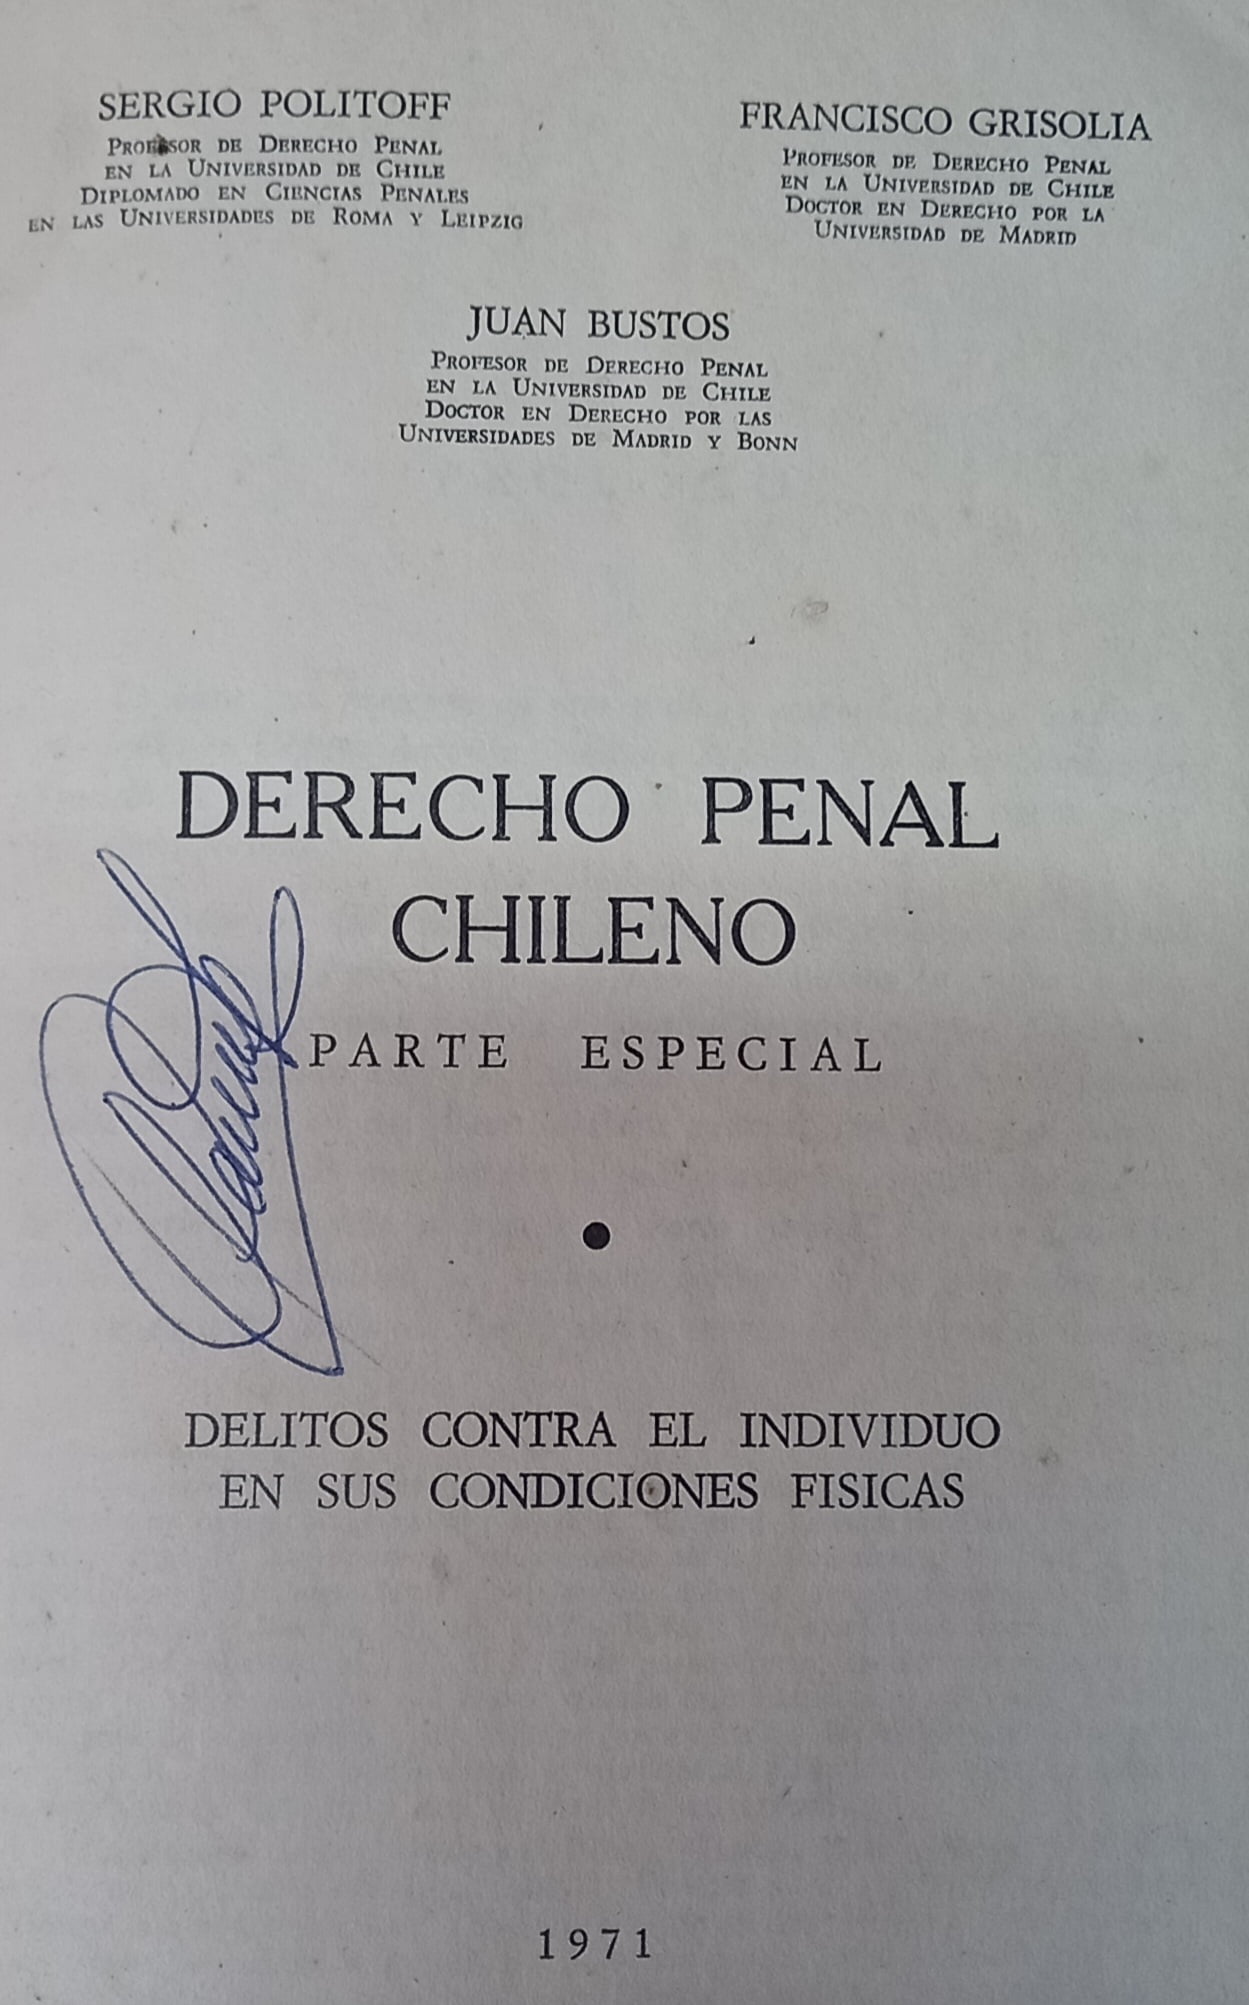 SERGIO POLITOFF
PROFESOR DE DERECHO PENAL
EN LA UNIVERSIDAD DE CHILE
DIPLOMADO EN CIENCIAS PENALES
EN LAS UNIVERSIDADES DE ROMA Y LEIPZIG
FRANCISCO GRISOLIA
PROFESOR DE DERECHO PENAL
EN LA UNIVERSIDAD DE CHILE
DOCTOR EN DERECHO POR LA
UNIVERSIDAD DE MADRID
JUAN BUSTOS
PROFESOR DE DERECHO PENAL
EN LA UNIVERSIDAD DE CHILE
DOCTOR EN DERECHO POR LAS
UNIVERSIDADES DE MADRID Y BONN
DERECHO PENAL
CHILENO
PARTE ESPECIAL
DELITOS CONTRA EL INDIVIDUO
EN SUS CONDICIONES FISICAS
1971